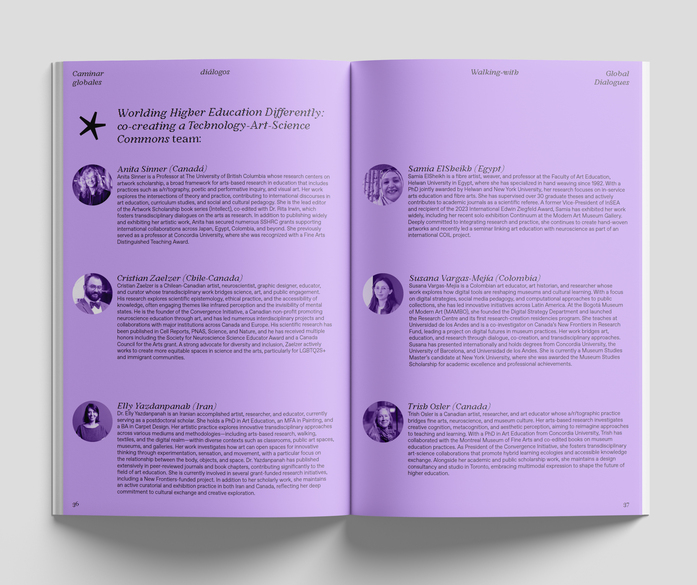 Caminar
globales
diálogos
Worlding Higher Education Differently:
co-creating a Technology-Art-Science
Commons team:
Anita Sinner (Canadá)
Anita Sinner is a Professor at The University of British Columbia whose research centers on
artwork scholarship, a broad framework for arts-based research in education that includes
practices such as a/r/tography, poetic and performative inquiry, and visual art. Her work
explores the intersections of theory and practice, contributing to international discourses in
art education, curriculum studies, and social and cultural pedagogy. She is the lead editor
of the Artwork Scholarship book series (Intellect), co-edited with Dr. Rita Irwin, which
fosters transdisciplinary dialogues on the arts as research. In addition to publishing widely
and exhibiting her artistic work, Anita has secured numerous SSHRC grants supporting
international collaborations across Japan, Egypt, Colombia, and beyond. She previously
served as a professor at Concordia University, where she was recognized with a Fine Arts
Distinguished Teaching Award.
Cristian Zaelzer (Chile-Canada)
Cristian Zaelzer is a Chilean-Canadian artist, neuroscientist, graphic designer, educator,
and curator whose transdisciplinary work bridges science, art, and public engagement.
His research explores scientific epistemology, ethical practice, and the accessibility of
knowledge, often engaging themes like infrared perception and the invisibility of mental
states. He is the founder of the Convergence Initiative, a Canadian non-profit promoting
neuroscience education through art, and has led numerous interdisciplinary projects and
collaborations with major institutions across Canada and Europe. His scientific research has
been published in Cell Reports, PNAS, Science, and Nature, and he has received multiple
honors including the Society for Neuroscience Science Educator Award and a Canada
Council for the Arts grant. A strong advocate for diversity and inclusion, Zaelzer actively
works to create more equitable spaces in science and the arts, particularly for LGBTQ2S+
and immigrant communities.
Elly Yazdanpanah (Iran)
Dr. Elly Yazdanpanah is an Iranian accomplished artist, researcher, and educator, currently
serving as a postdoctoral scholar. She holds a PhD in Art Education, an MFA in Painting, and
a BA in Carpet Design. Her artistic practice explores innovative transdisciplinary approaches
across various mediums and methodologies—including arts-based research, walking,
textiles, and the digital realm—within diverse contexts such as classrooms, public art spaces,
museums, and galleries. Her work investigates how art can open spaces for innovative
thinking through experimentation, sensation, and movement, with a particular focus on
the relationship between the body, objects, and space. Dr. Yazdanpanah has published
extensively in peer-reviewed journals and book chapters, contributing significantly to the
field of art education. She is currently involved in several grant-funded research initiatives,
including a New Frontiers-funded project. In addition to her scholarly work, she maintains
an active curatorial and exhibition practice in both Iran and Canada, reflecting her deep
commitment to cultural exchange and creative exploration.
36
Walking-with
Global
Dialogues
Samia ElSheikh (Egypt)
Samia ElSheikh is a fibre artist, weaver, and professor at the Faculty of Art Education,
Helwan University in Egypt, where she has specialized in hand weaving since 1982. With a
PhD jointly awarded by Helwan and New York University, her research focuses on in-service
arts education and fibre arts. She has supervised over 30 graduate theses and actively
contributes to academic journals as a scientific referee. A former Vice-President of InSEA
and recipient of the 2023 International Edwin Ziegfeld Award, Samia has exhibited her work
widely, including her recent solo exhibition Continuum at the Modern Art Museum Gallery.
Deeply committed to integrating research and practice, she continues to create hand-woven
artworks and recently led a seminar linking art education with neuroscience as part of an
international COIL project.
Susana Vargas-Mejía (Colombia)
Susana Vargas-Mejía is a Colombian art educator, art historian, and researcher whose
work explores how digital tools are reshaping museums and cultural learning. With a focus
on digital strategies, social media pedagogy, and computational approaches to public
collections, she has led innovative initiatives across Latin America. At the Bogotá Museum
of Modern Art (MAMBO), she founded the Digital Strategy Department and launched
the Research Centre and its first research-creation residencies program. She teaches at
Universidad de los Andes and is a co-investigator on Canada's New Frontiers in Research
Fund, leading a project on digital futures in museum practices. Her work bridges art,
education, and research through dialogue, co-creation, and transdisciplinary approaches.
Susana has presented internationally and holds degrees from Concordia University, the
University of Barcelona, and Universidad de los Andes. She is currently a Museum Studies
Master's candidate at New York University, where she was awarded the Museum Studies
Scholarship for academic excellence and professional achievements.
Trish Osler (Canada)
Trish Osler is a Canadian artist, researcher, and art educator whose art/ographic practice
bridges fine arts, neuroscience, and museum culture. Her arts-based research investigates
creative cognition, metacognition, and aesthetic perception, aiming to reimagine approaches
to teaching and learning. With a PhD in Art Education from Concordia University, Trish has
collaborated with the Montreal Museum of Fine Arts and co-edited books on museum
education practices. As President of the Convergence Initiative, she fosters transdisciplinary
art-science collaborations that promote hybrid learning ecologies and accessible knowledge
exchange. Alongside her academic and public scholarship work, she maintains a design
consultancy and studio in Toronto, embracing multimodal expression to shape the future of
higher education.
37